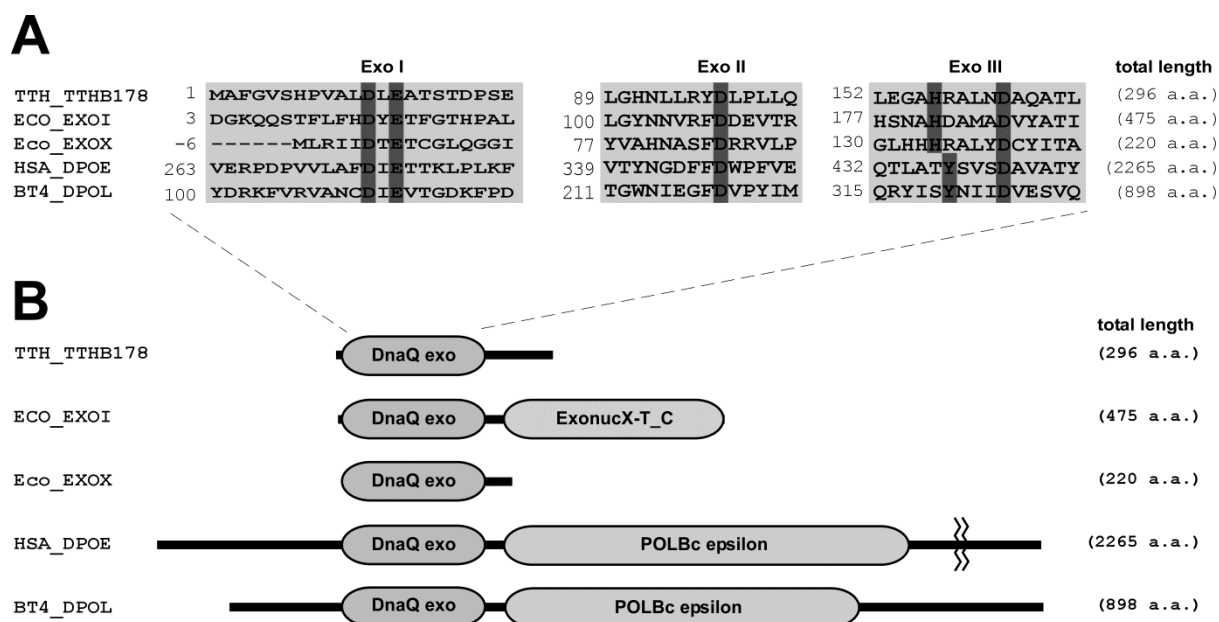 A
Exo I Exo II Exo III total length
TTH_TTHB178 1 MAFGVSHPVALDLEATSTDPSE 89 LGHNLLRYDLPLLQ 152 LEGAHRALNDAQATL (296 a.a.)
ECO_EXOI 3 DGKQQSTFLFHDYETFGTHPAL 100 LGYNNVRFDDEVTR 177 HSNAHDAMADVYATI (475 a.a.)
Eco_EXOX -6 ------MLRIIDTETCGLQGGI 77 YVAHNASFDRRVLP 130 GLHHHRALYDCYITA (220 a.a.)
HSA_DPOE 263 VERPDPVVLAFDIETTKLPLKF 339 VTYNGDFFDWPFVE 432 QTLATYSVSDAVATY (2265 a.a.)
BT4_DPOL 100 YDRKFVRVANCDIEVTGDKFPD 211 TGWNIEGFDVPYIM 315 QRYISYNIIDVESVQ (898 a.a.)
B
total length
TTH_TTHB178 DnaQ exo (296 a.a.)
ECO_EXOI DnaQ exo ExonucX-T_C (475 a.a.)
Eco_EXOX DnaQ exo (220 a.a.)
HSA_DPOE DnaQ exo POLBc epsilon (2265 a.a.)
BT4_DPOL DnaQ exo POLBc epsilon (898 a.a.)